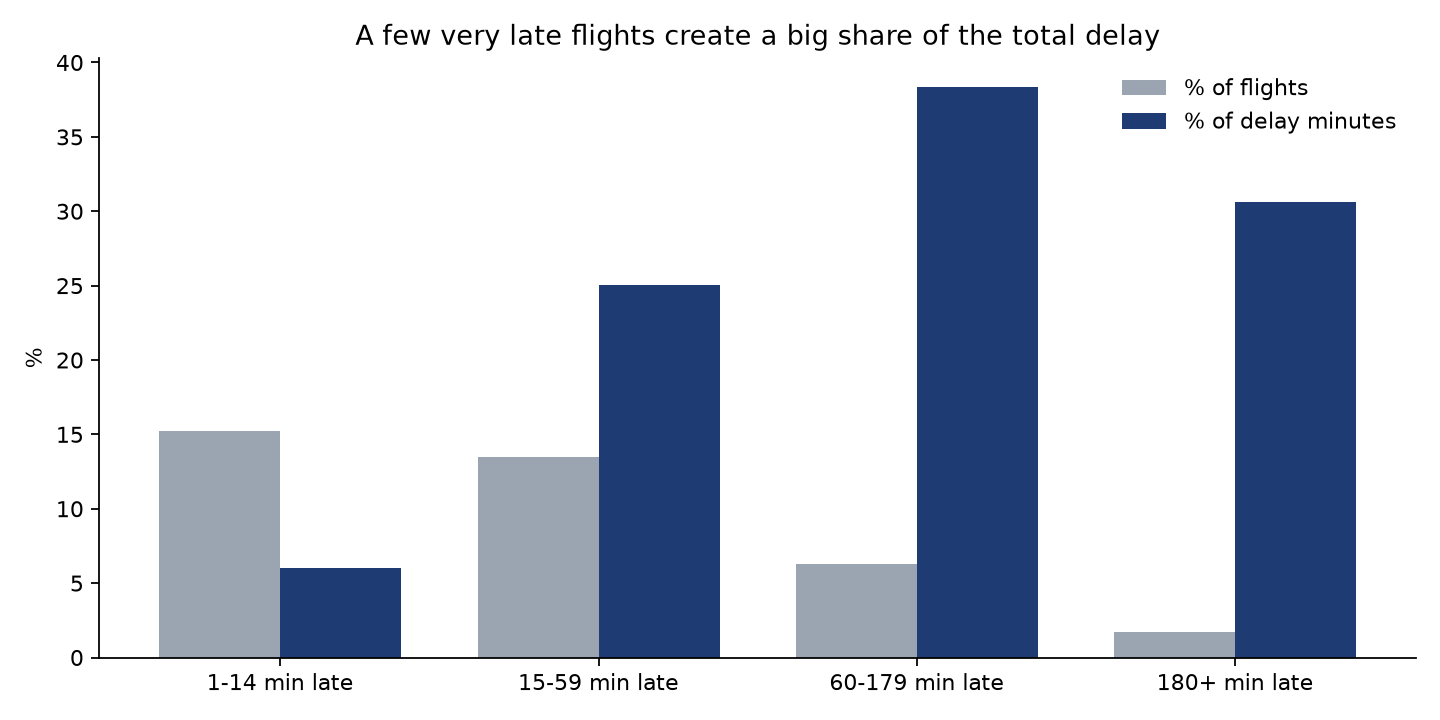 A few very late flights create a big share of the total delay
% of flights
% of delay minutes
%
40
35
30
25
20
15
10
5
0
1-14 min late
15-59 min late
60-179 min late
180+ min late